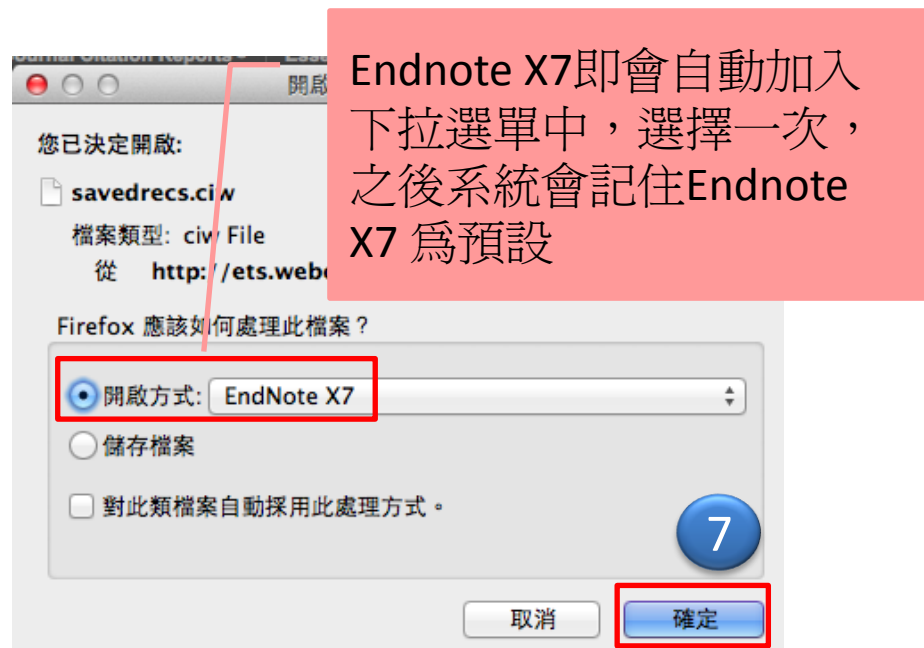 Endnote X7即會自動加入
下拉選單中，選擇一次，
之後系統會記住Endnote
X7 為預設
開啟
您已決定開啟:
savedrecs.ciw
檔案類型: ciw File
從 http://ets.webo
Firefox 應該如何處理此檔案？
開啟方式: EndNote X7
儲存檔案
對此類檔案自動採用此處理方式。
7
取消
確定